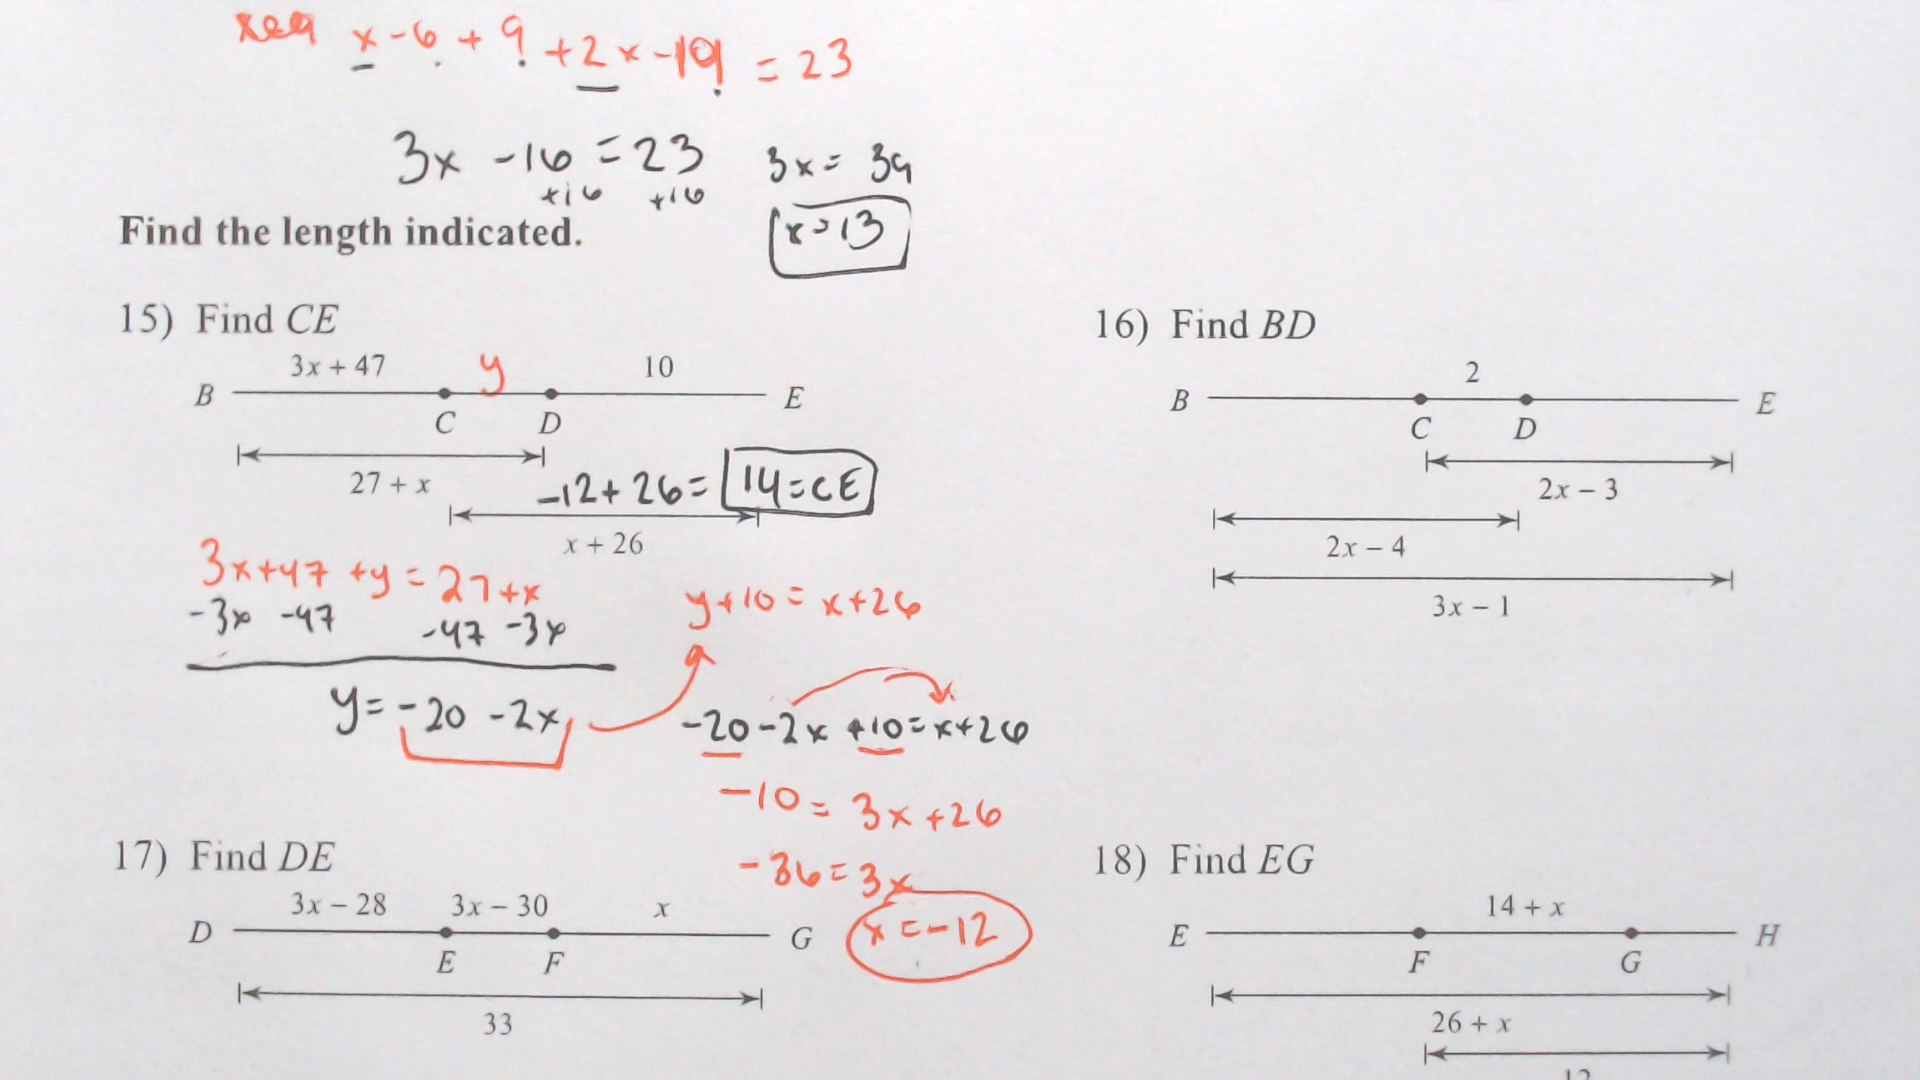 x - 6 + 9 + 2x - 19 = 23
3x - 16 = 23
+16 +16
3x = 39
x = 13
Find the length indicated.
15) Find CE
3x + 47 y 10
B C D E
27 + x
-12 + 26 = 14 = CE
x + 26
3x + 47 + y = 27 + x
-3x -47 -47 -3x
y = -20 - 2x
y + 10 = x + 26
-20 - 2x + 10 = x + 26
-10 = 3x + 26
-36 = 3x
x = -12
16) Find BD
2
B C D E
2x − 3
2x − 4
3x − 1
17) Find DE
3x − 28 3x − 30 x
D E F G
33
18) Find EG
14 + x
E F G H
26 + x